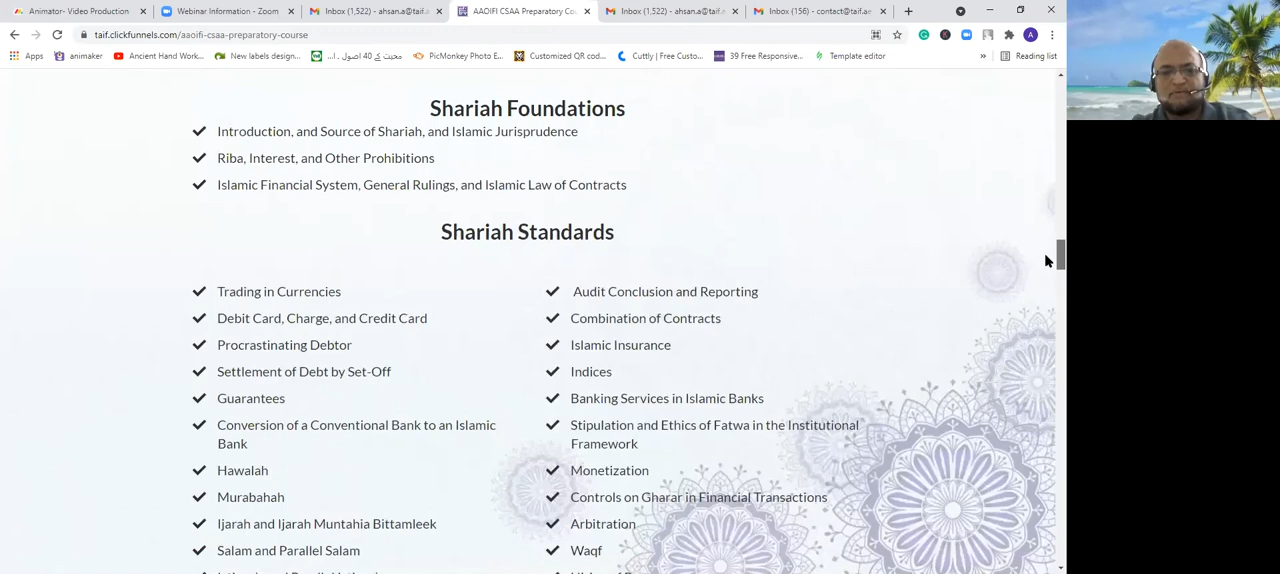 Animator- Video Production
Webinar Information - Zoom
Inbox (1,522) - ahsan.a@taif.
AAOIFI CSAA Preparatory Cou
Inbox (1,522) - ahsan.a@taif.
Inbox (156) - contact@taif.ae
taif.clickfunnels.com/aaoifi-csaa-preparatory-course
Apps
animaker
Ancient Hand Work...
New labels design...
محبت کے 40 اصول ...
PicMonkey Photo E...
Customized QR cod...
Cuttly | Free Custo...
39 Free Responsive...
Template editor
»
Reading list
Shariah Foundations
Introduction, and Source of Shariah, and Islamic Jurisprudence
Riba, Interest, and Other Prohibitions
Islamic Financial System, General Rulings, and Islamic Law of Contracts
Shariah Standards
Trading in Currencies
Debit Card, Charge, and Credit Card
Procrastinating Debtor
Settlement of Debt by Set-Off
Guarantees
Conversion of a Conventional Bank to an Islamic
Bank
Hawalah
Murabahah
Ijarah and Ijarah Muntahia Bittamleek
Salam and Parallel Salam
Audit Conclusion and Reporting
Combination of Contracts
Islamic Insurance
Indices
Banking Services in Islamic Banks
Stipulation and Ethics of Fatwa in the Institutional
Framework
Monetization
Controls on Gharar in Financial Transactions
Arbitration
Waqf